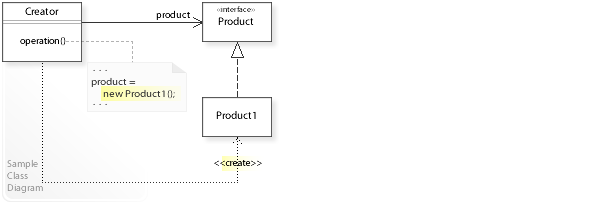 Creator
product
«interface»
Product
operation()
- - -
product =
new Product1();
- - -
Product1
<<create>>
Sample
Class
Diagram